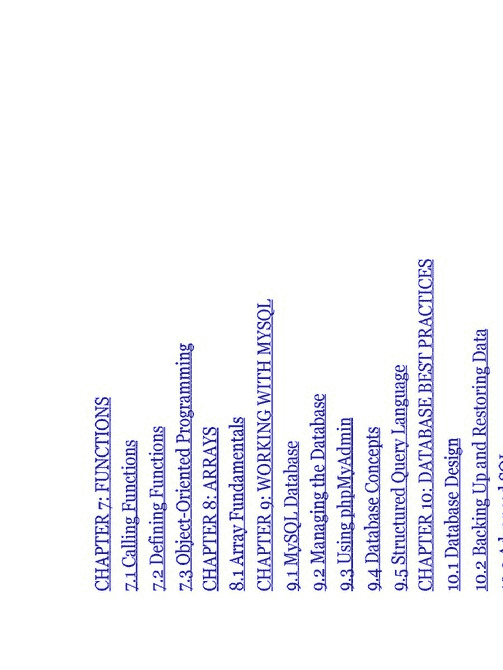 CHAPTER 7: FUNCTIONS
7.1 Calling Functions
7.2 Defining Functions
7.3 Object-Oriented Programming
CHAPTER 8: ARRAYS
8.1 Array Fundamentals
CHAPTER 9: WORKING WITH MYSQL
9.1 MySQL Database
9.2 Managing the Database
9.3 Using phpMyAdmin
9.4 Database Concepts
9.5 Structured Query Language
CHAPTER 10: DATABASE BEST PRACTICES
10.1 Database Design
10.2 Backing Up and Restoring Data